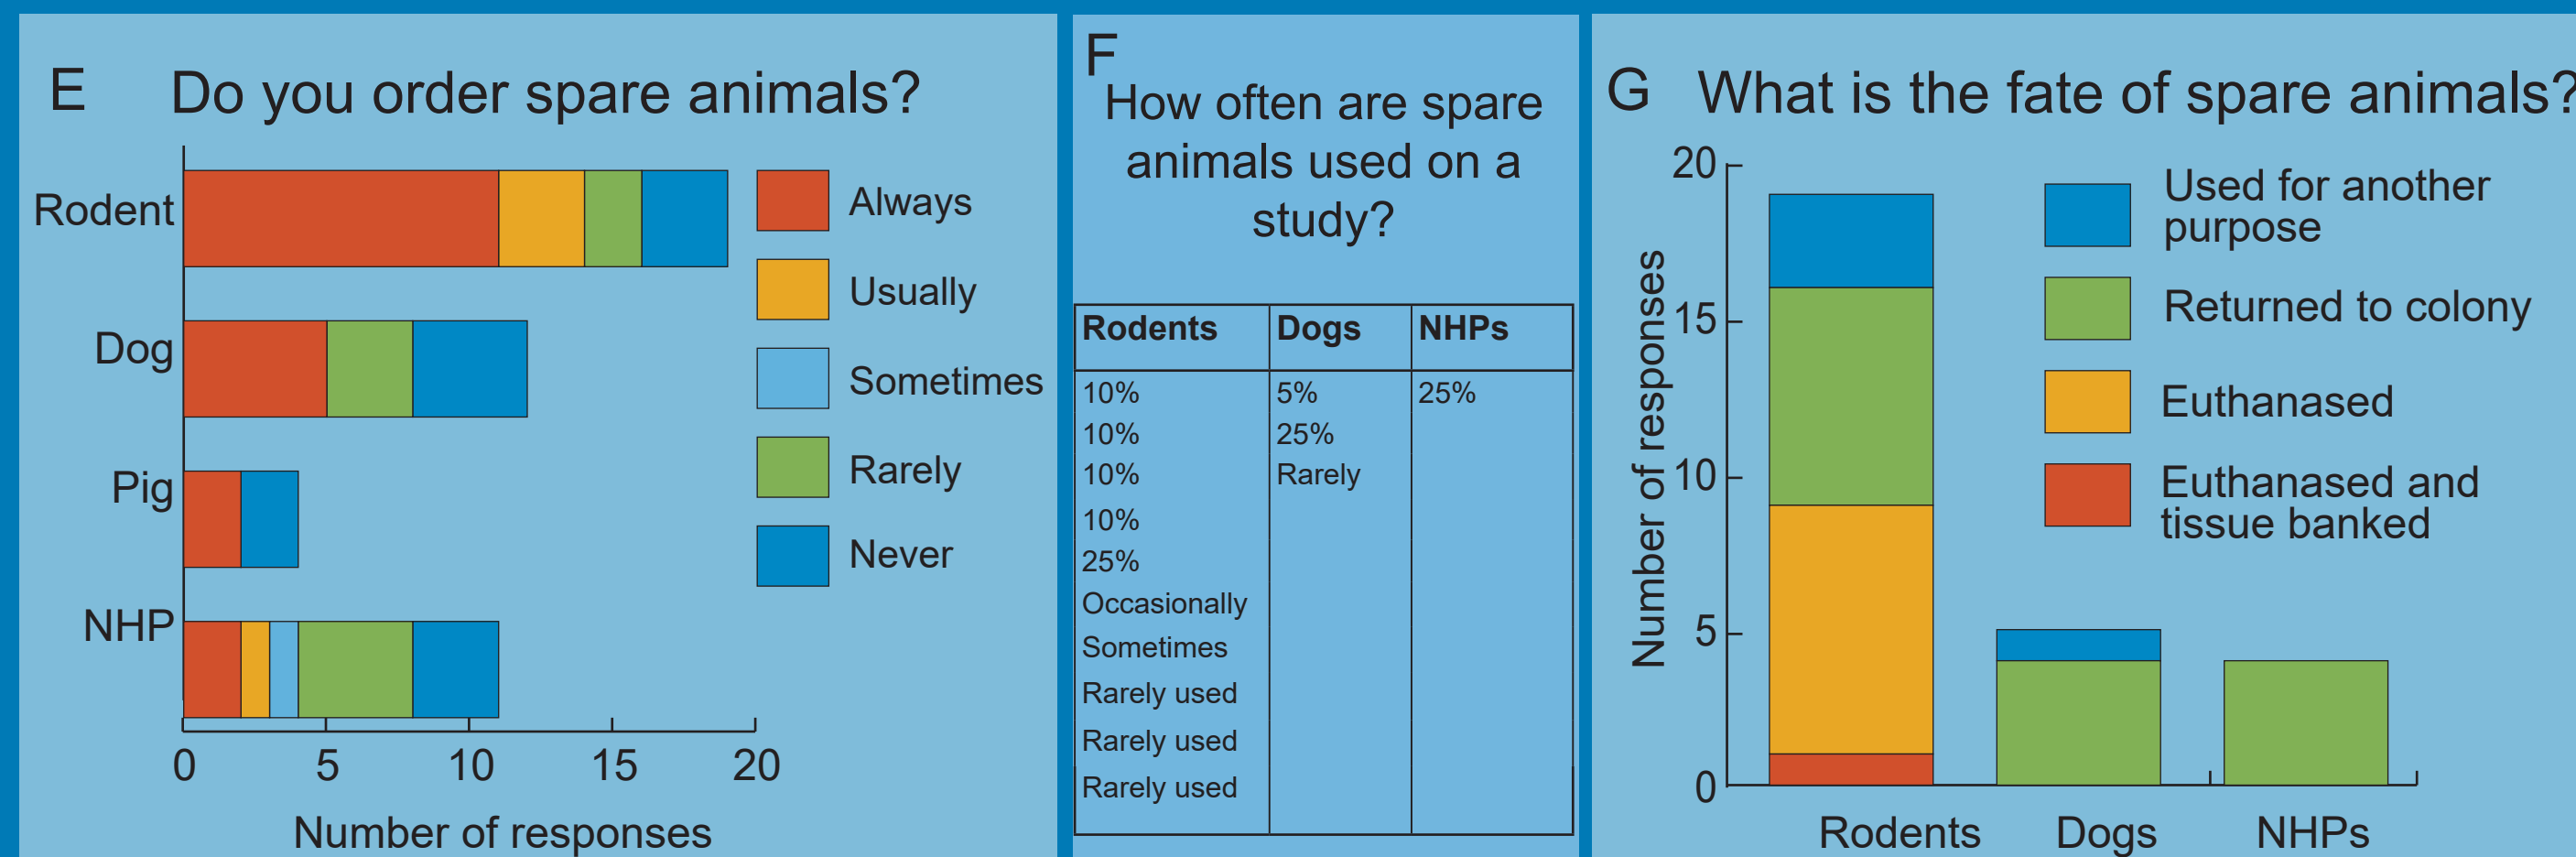 E Do you order spare animals?
Rodent
Dog
Pig
NHP
Always
Usually
Sometimes
Rarely
Never
0 5 10 15 20
Number of responses
F
How often are spare
animals used on a
study?
Rodents Dogs NHPs
10% 5% 25%
10% 25%
10% Rarely
10%
25%
Occasionally
Sometimes
Rarely used
Rarely used
Rarely used
G What is the fate of spare animals?
Number of responses
20
15
10
5
0
Used for another
purpose
Returned to colony
Euthanased
Euthanased and
tissue banked
Rodents Dogs NHPs